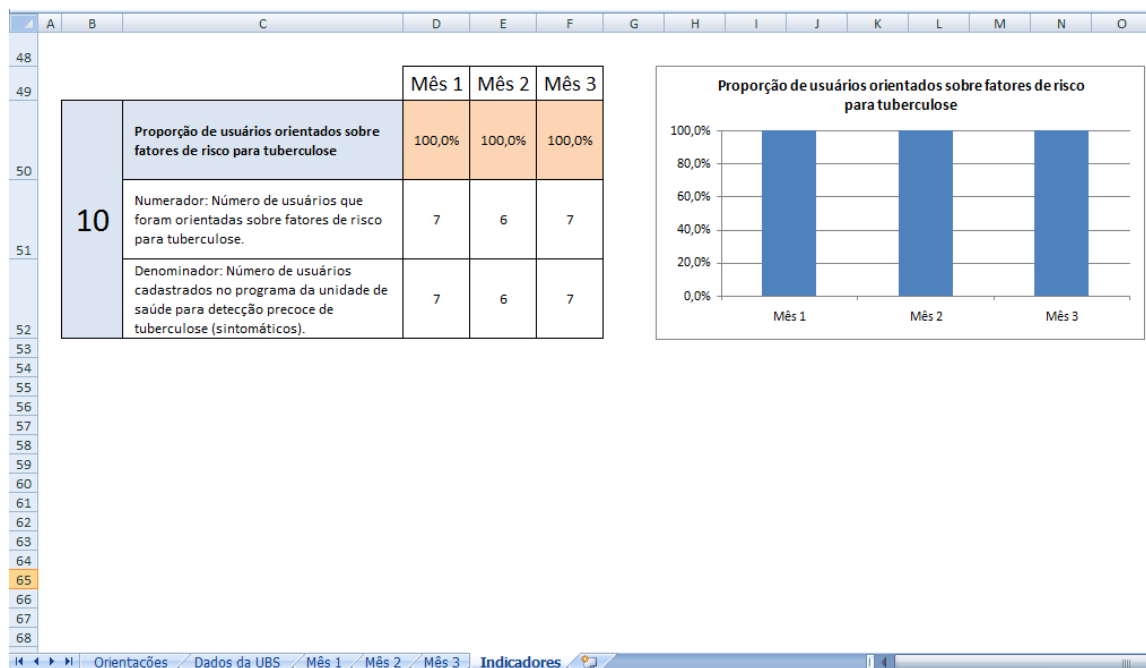 A B C D E F G H I J K L M N O
48
49 Mês 1 Mês 2 Mês 3
50 Proporção de usuários orientados sobre
fatores de risco para tuberculose
100,0% 100,0% 100,0%
10
51 Numerador: Número de usuários que
foram orientadas sobre fatores de risco
para tuberculose.
7 6 7
52 Denominador: Número de usuários
cadastrados no programa da unidade de
saúde para detecção precoce de
tuberculose (sintomáticos).
7 6 7
Proporção de usuários orientados sobre fatores de risco
para tuberculose
100,0%
80,0%
60,0%
40,0%
20,0%
0,0%
Mês 1 Mês 2 Mês 3
53
54
55
56
57
58
59
60
61
62
63
64
65
66
67
68
Orientações Dados da UBS Mês 1 Mês 2 Mês 3 Indicadores